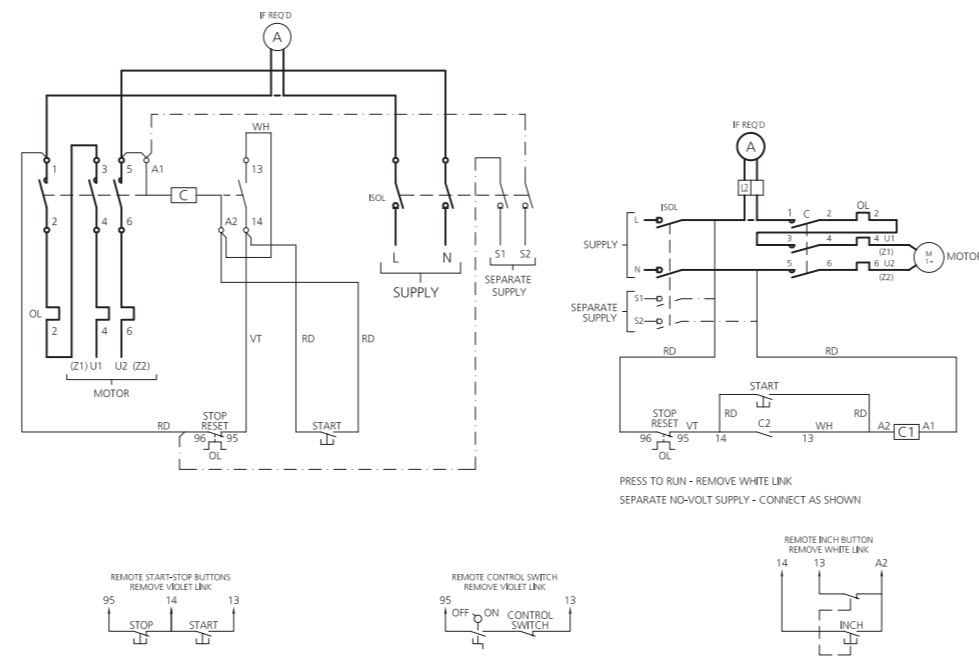 IF REQ'D
A
WH
1
3
5
A1
13
C
ISOL
2
4
6
A2
14
L
N
S1
S2
SUPPLY
SEPARATE
SUPPLY
OL
2
4
6
VT
RD
RD
(Z1) U1
U2 (Z2)
MOTOR
RD
STOP
RESET
96
95
OL
START
IF REQ'D
A
L2
ISOL
L
SUPPLY
N
1
C
2
OL
2
3
4
4
U1
(Z1)
5
6
6
U2
(Z2)
M
1~
MOTOR
SEPARATE
SUPPLY
S1
S2
RD
RD
START
STOP
RESET
RD
C2
RD
96
95
VT
14
13
WH
A2
C1
A1
OL
PRESS TO RUN - REMOVE WHITE LINK
SEPARATE NO-VOLT SUPPLY - CONNECT AS SHOWN
REMOTE START-STOP BUTTONS
REMOVE VIOLET LINK
95
14
13
STOP
START
REMOTE CONTROL SWITCH
REMOVE VIOLET LINK
95
13
OFF
ON
CONTROL
SWITCH
REMOTE INCH BUTTON
REMOVE WHITE LINK
14
13
A2
INCH